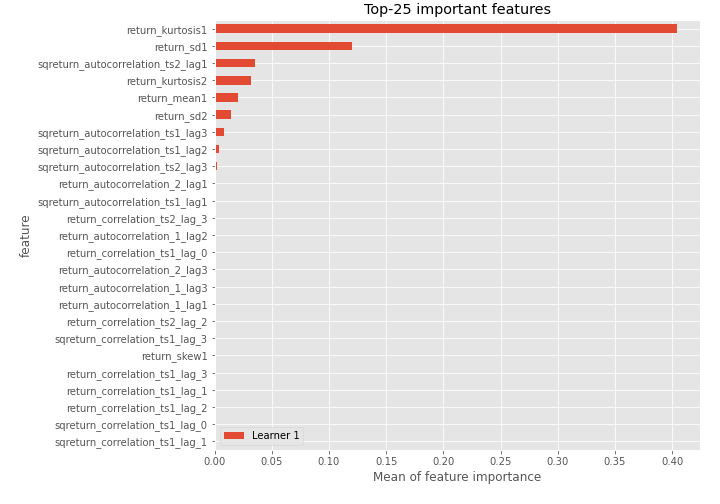 Top-25 important features
return_kurtosis1
return_sd1
sqreturn_autocorrelation_ts2_lag1
return_kurtosis2
return_mean1
return_sd2
sqreturn_autocorrelation_ts1_lag3
sqreturn_autocorrelation_ts1_lag2
sqreturn_autocorrelation_ts2_lag3
return_autocorrelation_2_lag1
sqreturn_autocorrelation_ts1_lag1
return_correlation_ts2_lag_3
return_autocorrelation_1_lag2
return_correlation_ts1_lag_0
return_autocorrelation_2_lag3
return_autocorrelation_1_lag3
return_autocorrelation_1_lag1
return_correlation_ts2_lag_2
sqreturn_correlation_ts1_lag_3
return_skew1
return_correlation_ts1_lag_3
return_correlation_ts1_lag_1
return_correlation_ts1_lag_2
sqreturn_correlation_ts1_lag_0
sqreturn_correlation_ts1_lag_1
feature
Learner 1
0.00 0.05 0.10 0.15 0.20 0.25 0.30 0.35 0.40
Mean of feature importance